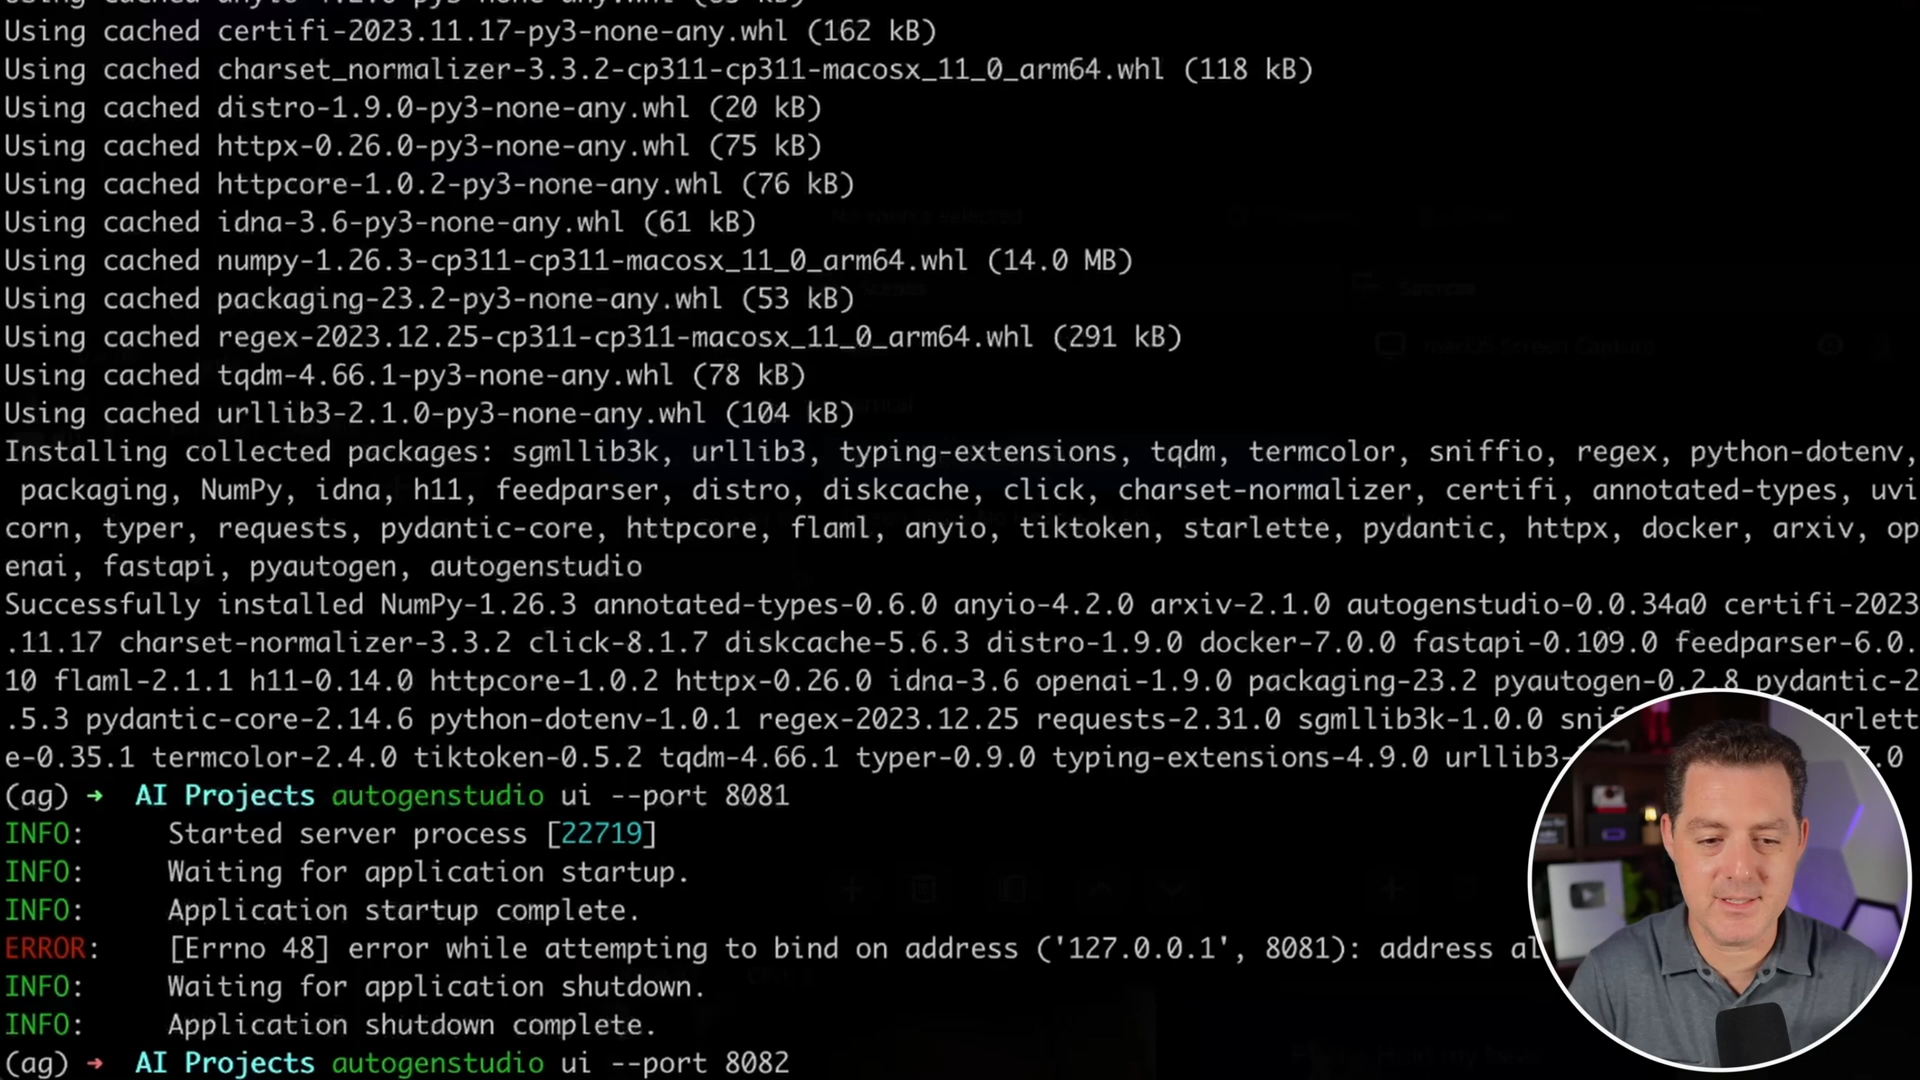 Using cached anyio-4.2.0-py3-none-any.whl (85 kB)
Using cached certifi-2023.11.17-py3-none-any.whl (162 kB)
Using cached charset_normalizer-3.3.2-cp311-cp311-macosx_11_0_arm64.whl (118 kB)
Using cached distro-1.9.0-py3-none-any.whl (20 kB)
Using cached httpx-0.26.0-py3-none-any.whl (75 kB)
Using cached httpcore-1.0.2-py3-none-any.whl (76 kB)
Using cached idna-3.6-py3-none-any.whl (61 kB)
Using cached numpy-1.26.3-cp311-cp311-macosx_11_0_arm64.whl (14.0 MB)
Using cached packaging-23.2-py3-none-any.whl (53 kB)
Using cached regex-2023.12.25-cp311-cp311-macosx_11_0_arm64.whl (291 kB)
Using cached tqdm-4.66.1-py3-none-any.whl (78 kB)
Using cached urllib3-2.1.0-py3-none-any.whl (104 kB)
Installing collected packages: sgmllib3k, urllib3, typing-extensions, tqdm, termcolor, sniffio, regex, python-dotenv,
packaging, NumPy, idna, h11, feedparser, distro, diskcache, click, charset-normalizer, certifi, annotated-types, uvi
corn, typer, requests, pydantic-core, httpcore, flaml, anyio, tiktoken, starlette, pydantic, httpx, docker, arxiv, op
enai, fastapi, pyautogen, autogenstudio
Successfully installed NumPy-1.26.3 annotated-types-0.6.0 anyio-4.2.0 arxiv-2.1.0 autogenstudio-0.0.34a0 certifi-2023
.11.17 charset-normalizer-3.3.2 click-8.1.7 diskcache-5.6.3 distro-1.9.0 docker-7.0.0 fastapi-0.109.0 feedparser-6.0.
10 flaml-2.1.1 h11-0.14.0 httpcore-1.0.2 httpx-0.26.0 idna-3.6 openai-1.9.0 packaging-23.2 pyautogen-0.2.8 pydantic-2
.5.3 pydantic-core-2.14.6 python-dotenv-1.0.1 regex-2023.12.25 requests-2.31.0 sgmllib3k-1.0.0
e-0.35.1 termcolor-2.4.0 tiktoken-0.5.2 tqdm-4.66.1 typer-0.9.0 typing-extensions-4.9.0 urllib3-
(ag) → AI Projects autogenstudio ui --port 8081
INFO: Started server process [22719]
INFO: Waiting for application startup.
INFO: Application startup complete.
ERROR: [Errno 48] error while attempting to bind on address ('127.0.0.1', 8081): address
INFO: Waiting for application shutdown.
INFO: Application shutdown complete.
(ag) → AI Projects autogenstudio ui --port 8082